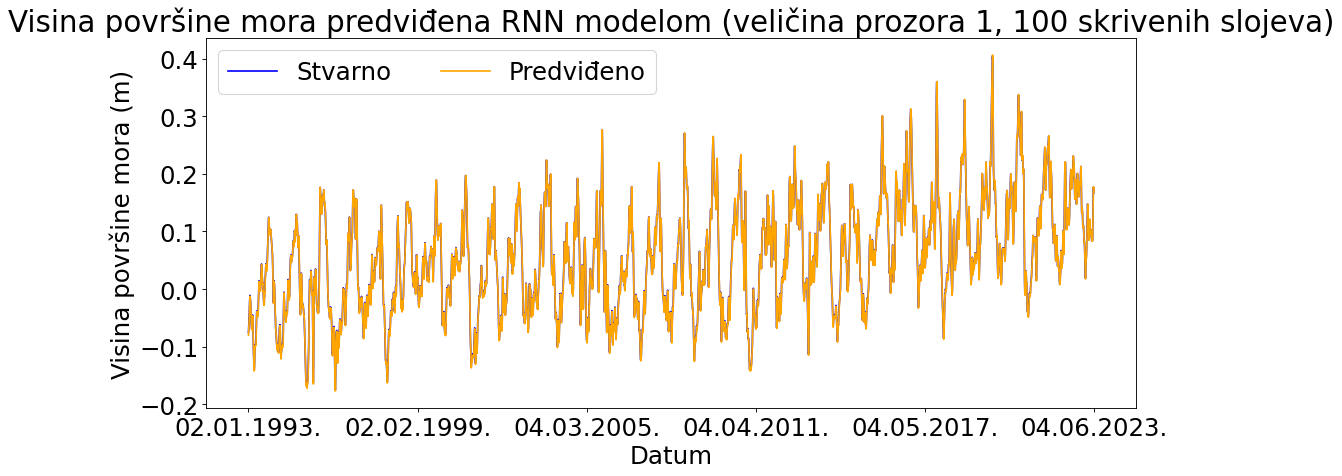 Visina površine mora predviđena RNN modelom (veličina prozora 1, 100 skrivenih slojeva)
Stvarno Predviđeno
Visina površine mora (m)
0.4
0.3
0.2
0.1
0.0
−0.1
−0.2
02.01.1993. 02.02.1999. 04.03.2005. 04.04.2011. 04.05.2017. 04.06.2023.
Datum